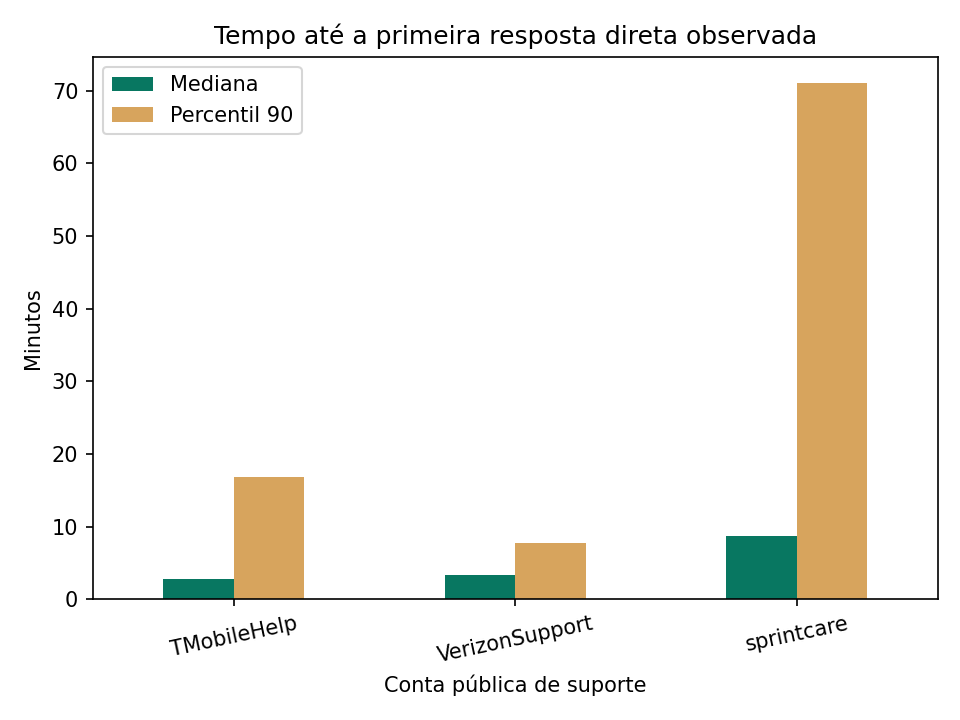 Tempo até a primeira resposta direta observada
Mediana
Percentil 90
Minutos
70
60
50
40
30
20
10
0
TMobileHelp
VerizonSupport
sprintcare
Conta pública de suporte